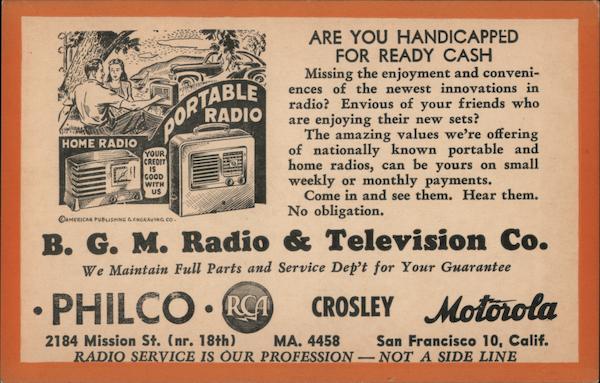 ARE YOU HANDICAPPED
FOR READY CASH
Missing the enjoyment and conveni-
ences of the newest innovations in
radio? Envious of your friends who
are enjoying their new sets?
The amazing values we're offering
of nationally known portable and
home radios, can be yours on small
weekly or monthly payments.
Come in and see them. Hear them.
No obligation.
PORTABLE
RADIO
HOME RADIO
YOUR
CREDIT
IS
GOOD
WITH
US
©AMERICAN PUBLISHING & ENGRAVING CO.
B. G. M. Radio & Television Co.
We Maintain Full Parts and Service Dep't for Your Guarantee
• PHILCO • RCA CROSLEY Motorola
2184 Mission St. (nr. 18th) MA. 4458 San Francisco 10, Calif.
RADIO SERVICE IS OUR PROFESSION — NOT A SIDE LINE